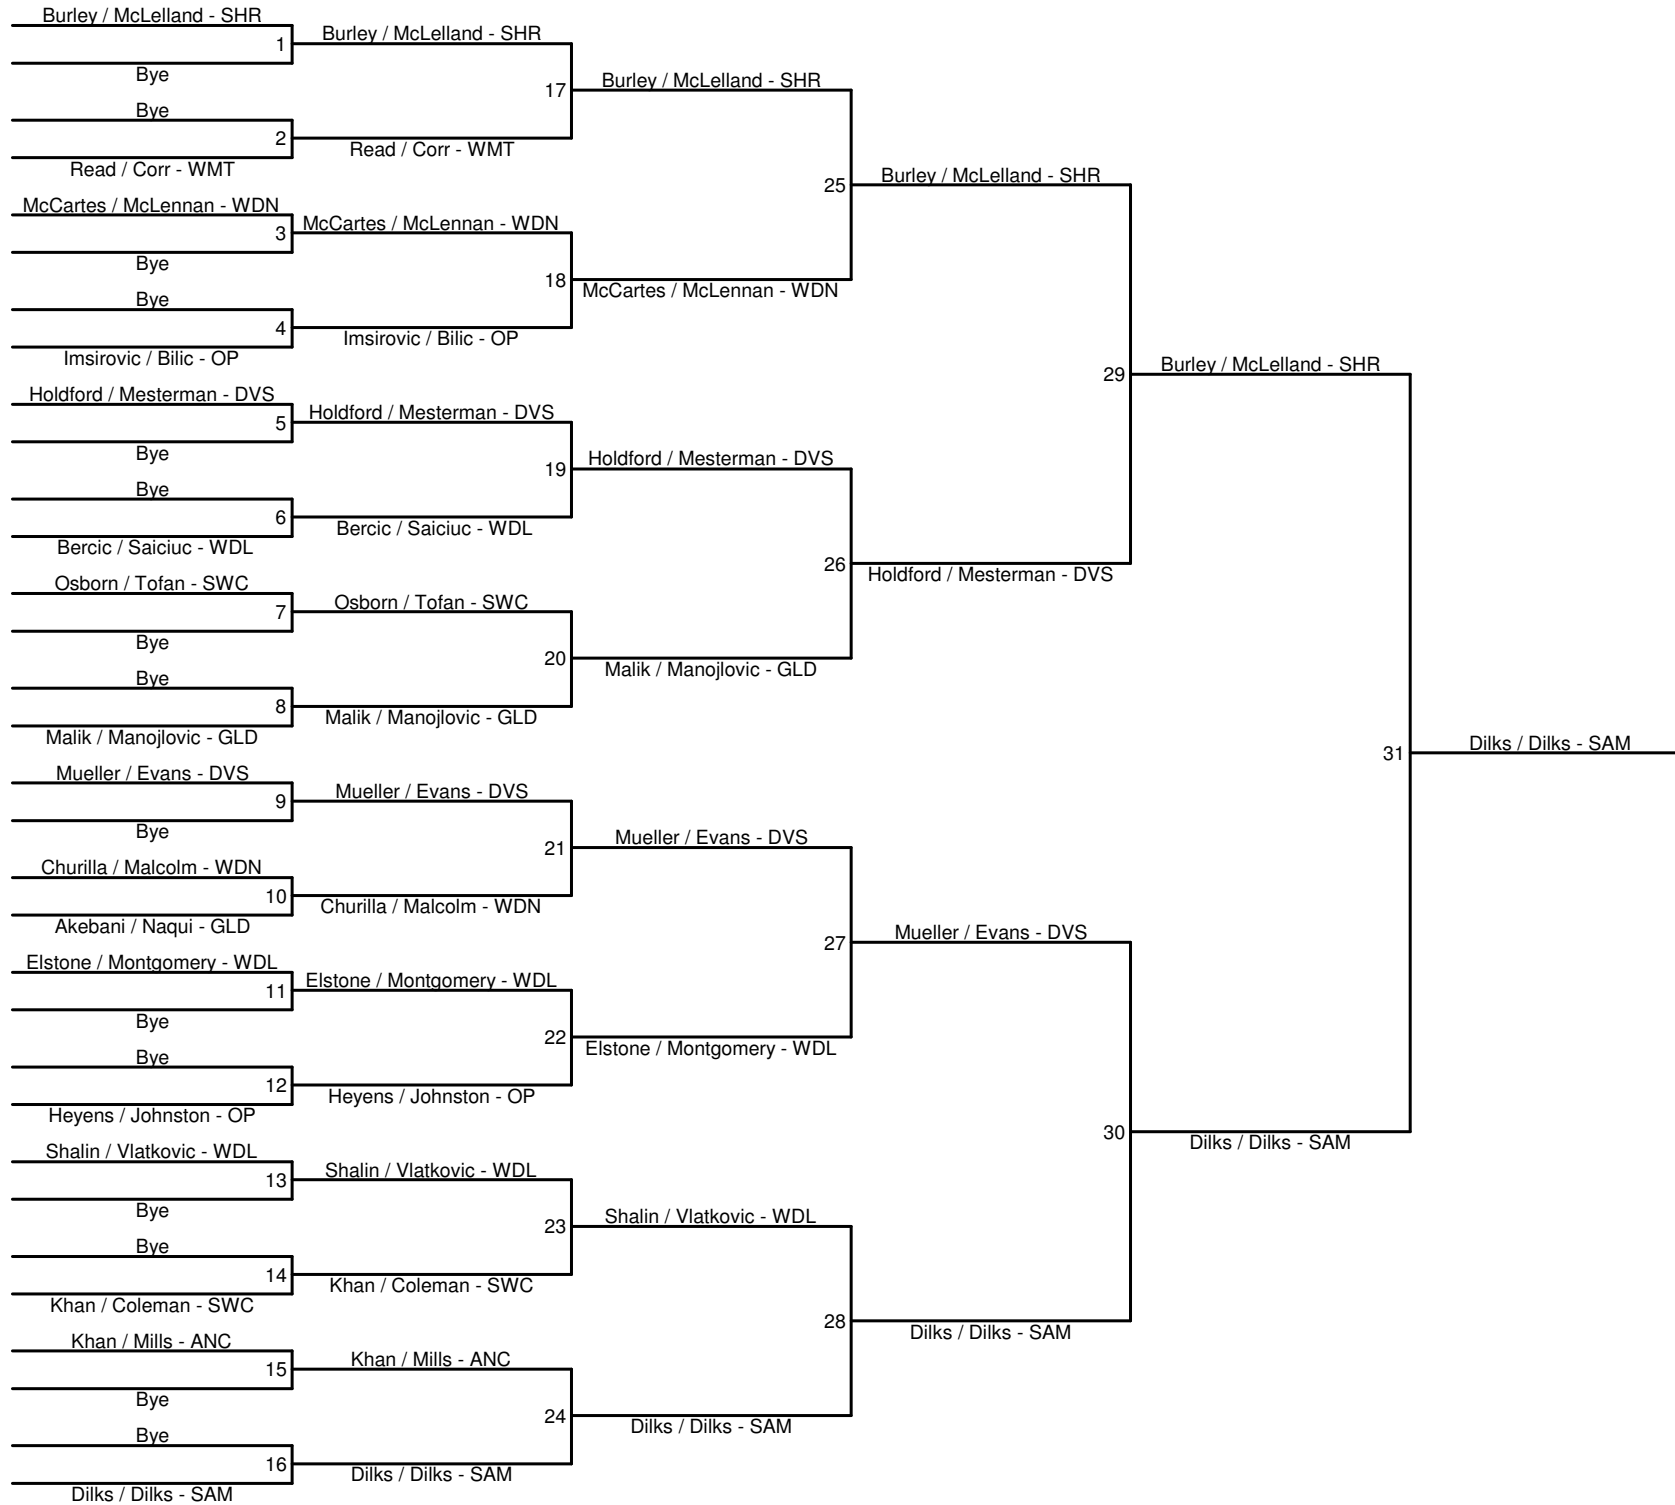 Burley / McLelland - SHR
1
Bye
Bye
2
Read / Corr - WMT
McCartes / McLennan - WDN
3
Bye
Bye
4
Imsirovic / Bilic - OP
Holdford / Mesterman - DVS
5
Bye
Bye
6
Bercic / Saiciuc - WDL
Osborn / Tofan - SWC
7
Bye
Bye
8
Malik / Manojlovic - GLD
Mueller / Evans - DVS
9
Bye
Churilla / Malcolm - WDN
10
Akebani / Naqui - GLD
Elstone / Montgomery - WDL
11
Bye
Bye
12
Heyens / Johnston - OP
Shalin / Vlatkovic - WDL
13
Bye
Bye
14
Khan / Coleman - SWC
Khan / Mills - ANC
15
Bye
Bye
16
Dilks / Dilks - SAM
Burley / McLelland - SHR
17
Read / Corr - WMT
McCartes / McLennan - WDN
18
Imsirovic / Bilic - OP
Holdford / Mesterman - DVS
19
Bercic / Saiciuc - WDL
Osborn / Tofan - SWC
20
Malik / Manojlovic - GLD
Mueller / Evans - DVS
21
Churilla / Malcolm - WDN
Elstone / Montgomery - WDL
22
Heyens / Johnston - OP
Shalin / Vlatkovic - WDL
23
Khan / Coleman - SWC
Khan / Mills - ANC
24
Dilks / Dilks - SAM
Burley / McLelland - SHR
25
McCartes / McLennan - WDN
Holdford / Mesterman - DVS
26
Malik / Manojlovic - GLD
Mueller / Evans - DVS
27
Elstone / Montgomery - WDL
Shalin / Vlatkovic - WDL
28
Dilks / Dilks - SAM
Burley / McLelland - SHR
29
Holdford / Mesterman - DVS
Mueller / Evans - DVS
30
Dilks / Dilks - SAM
Burley / McLelland - SHR
31
Dilks / Dilks - SAM
Dilks / Dilks - SAM